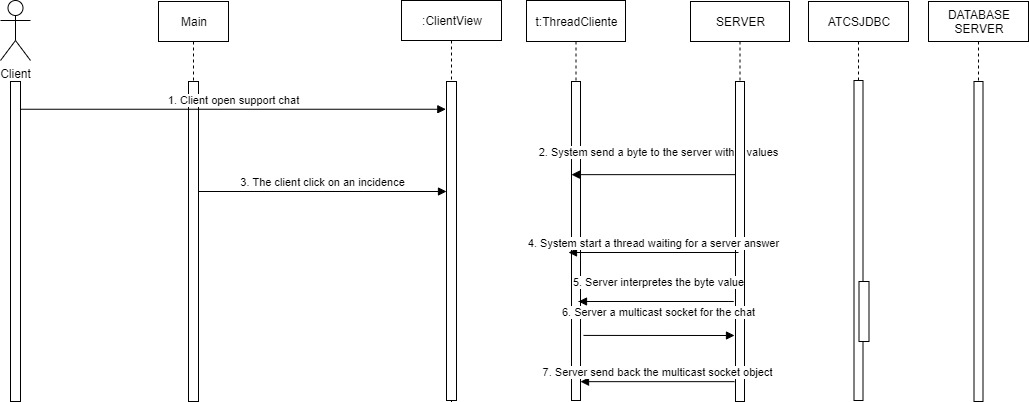 Main
:ClientView
t:ThreadCliente
SERVER
ATCSJDBC
DATABASE
SERVER
Client
1. Client open support chat
2. System send a byte to the server with values
3. The client click on an incidence
4. System start a thread waiting for a server answer
5. Server interpretes the byte value
6. Server a multicast socket for the chat
7. Server send back the multicast socket object